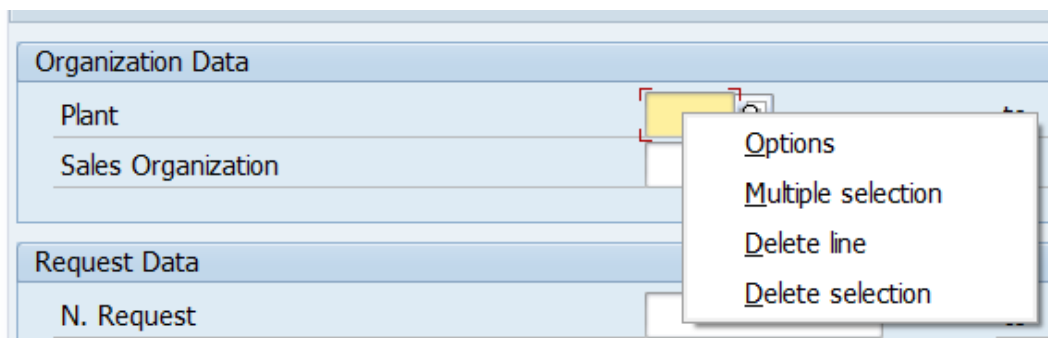 Organization Data
Plant
Options
Sales Organization
Multiple selection
Delete line
Request Data
Delete selection
N. Request